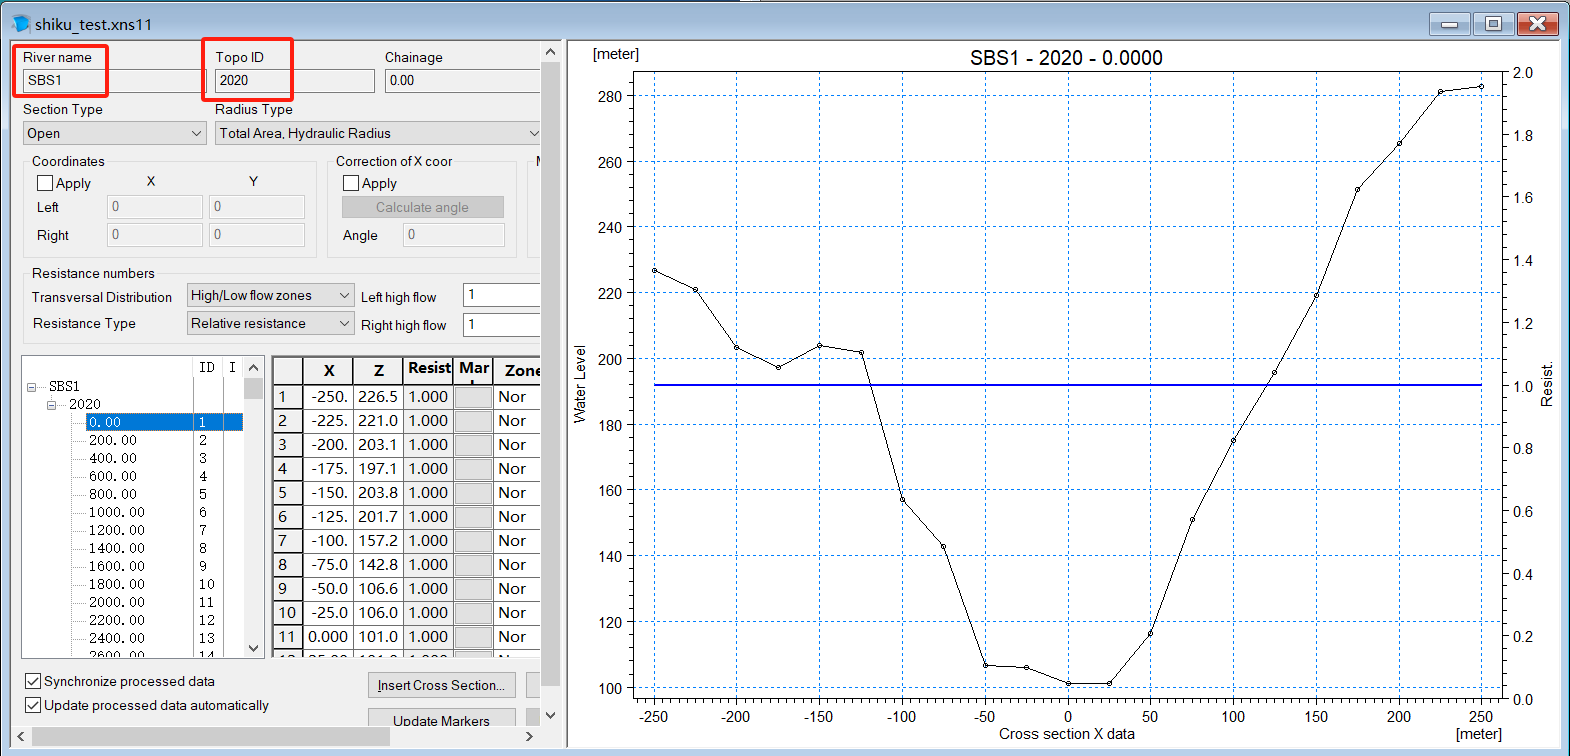 shiku_test.xns11
River name Topo ID Chainage
SBS1 2020 0.00
Section Type Radius Type
Open Total Area, Hydraulic Radius
Coordinates Correction of X coor
Apply X Y Apply
Left 0 0 Calculate angle
Right 0 0 Angle 0
Resistance numbers
Transversal Distribution High/Low flow zones Left high flow 1
Resistance Type Relative resistance Right high flow 1
ID I
SBS1
2020
0.00 1
200.00 2
400.00 3
600.00 4
800.00 5
1000.00 6
1200.00 7
1400.00 8
1600.00 9
1800.00 10
2000.00 11
2200.00 12
2400.00 13
2600.00 14
X Z Resist Mar Zone
1 -250. 226.5 1.000 Nor
2 -225. 221.0 1.000 Nor
3 -200. 203.1 1.000 Nor
4 -175. 197.1 1.000 Nor
5 -150. 203.8 1.000 Nor
6 -125. 201.7 1.000 Nor
7 -100. 157.2 1.000 Nor
8 -75.0 142.8 1.000 Nor
9 -50.0 106.6 1.000 Nor
10 -25.0 106.0 1.000 Nor
11 0.000 101.0 1.000 Nor
Synchronize processed data
Update processed data automatically
Insert Cross Section...
Update Markers
[meter]
SBS1 - 2020 - 0.0000
280
260
240
220
200
180
160
140
120
100
Water Level
2.0
1.8
1.6
1.4
1.2
1.0
0.8
0.6
0.4
0.2
0.0
Resist.
-250 -200 -150 -100 -50 0 50 100 150 200 250
Cross section X data
[meter]